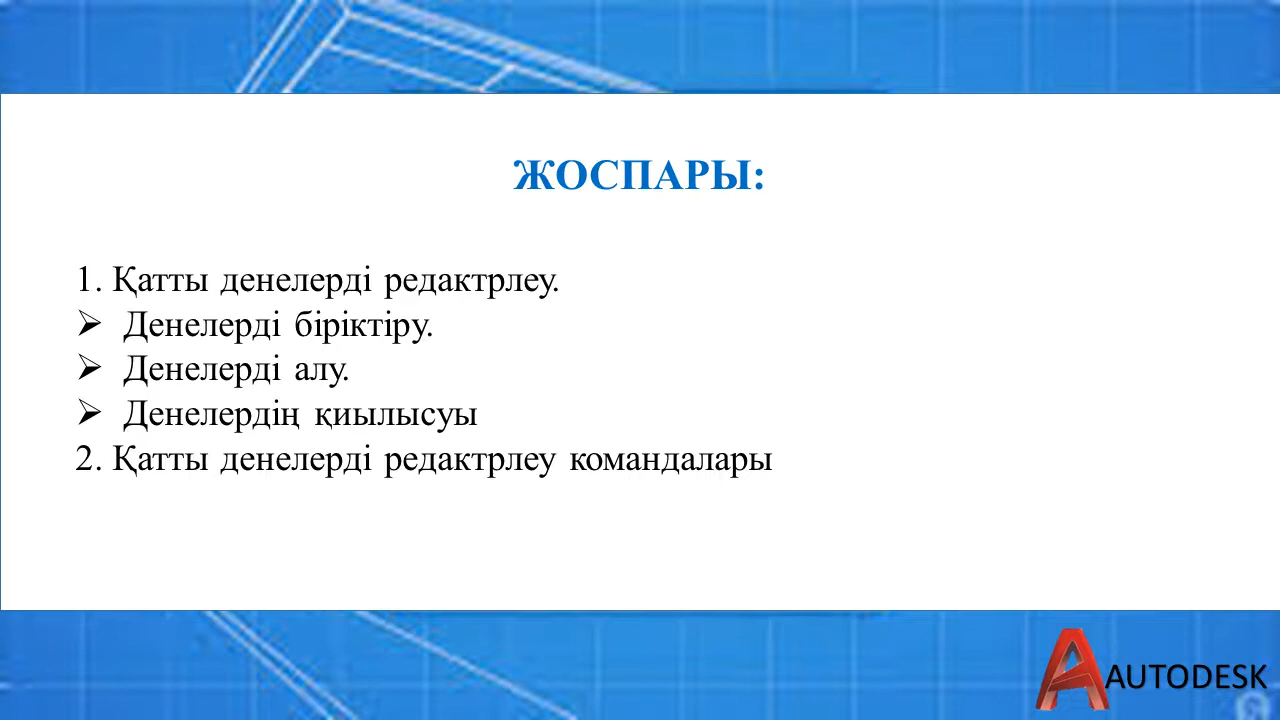 ЖОСПАРЫ:
1. Қатты денелерді редактрлеу.
➢ Денелерді біріктіру.
➢ Денелерді алу.
➢ Денелердің қиылысуы
2. Қатты денелерді редактрлеу командалары
AUTODESK